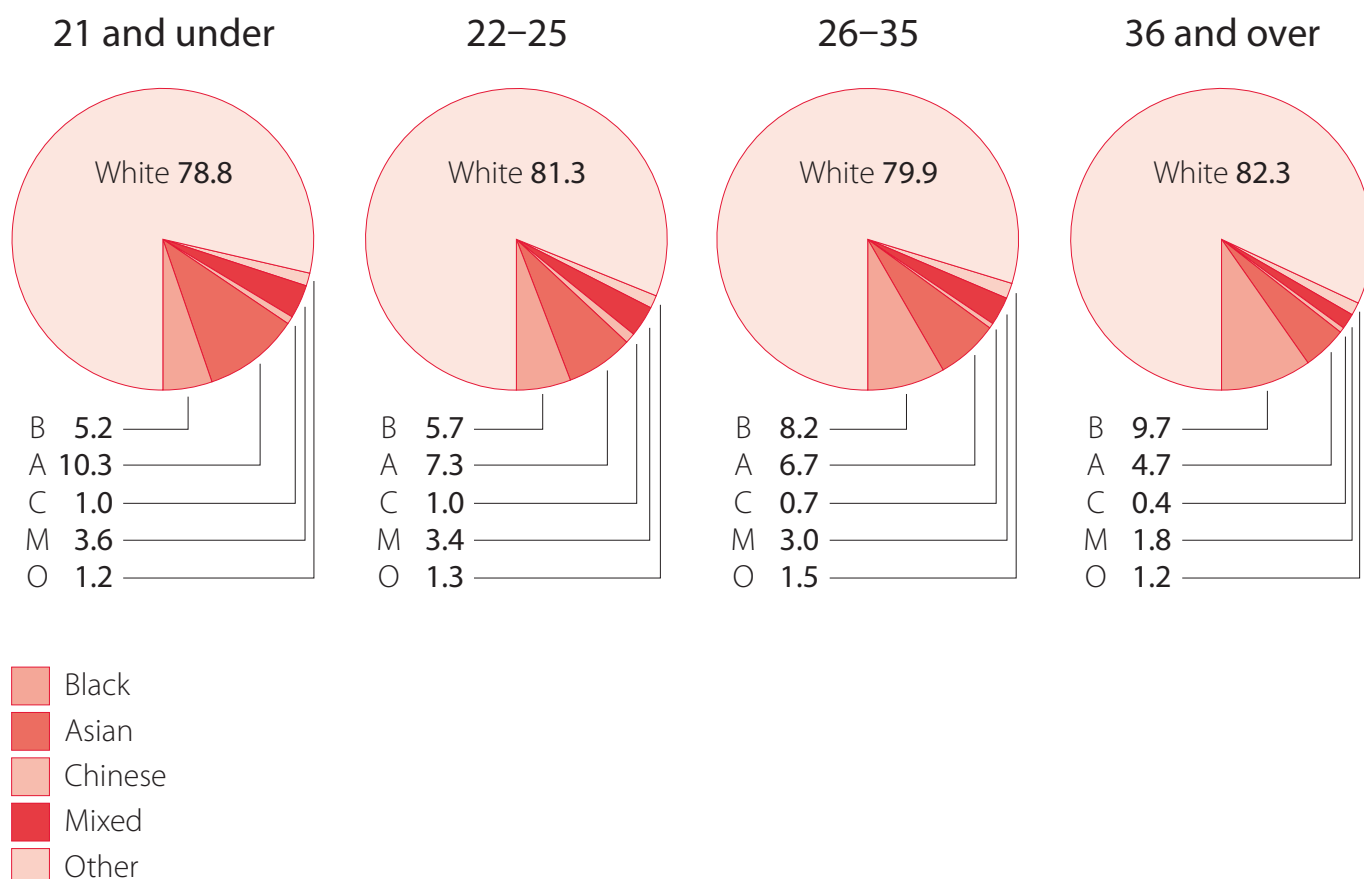 21 and under
22–25
26–35
36 and over
White 78.8
White 81.3
White 79.9
White 82.3
B 5.2
A 10.3
C 1.0
M 3.6
O 1.2
B 5.7
A 7.3
C 1.0
M 3.4
O 1.3
B 8.2
A 6.7
C 0.7
M 3.0
O 1.5
B 9.7
A 4.7
C 0.4
M 1.8
O 1.2
Black
Asian
Chinese
Mixed
Other